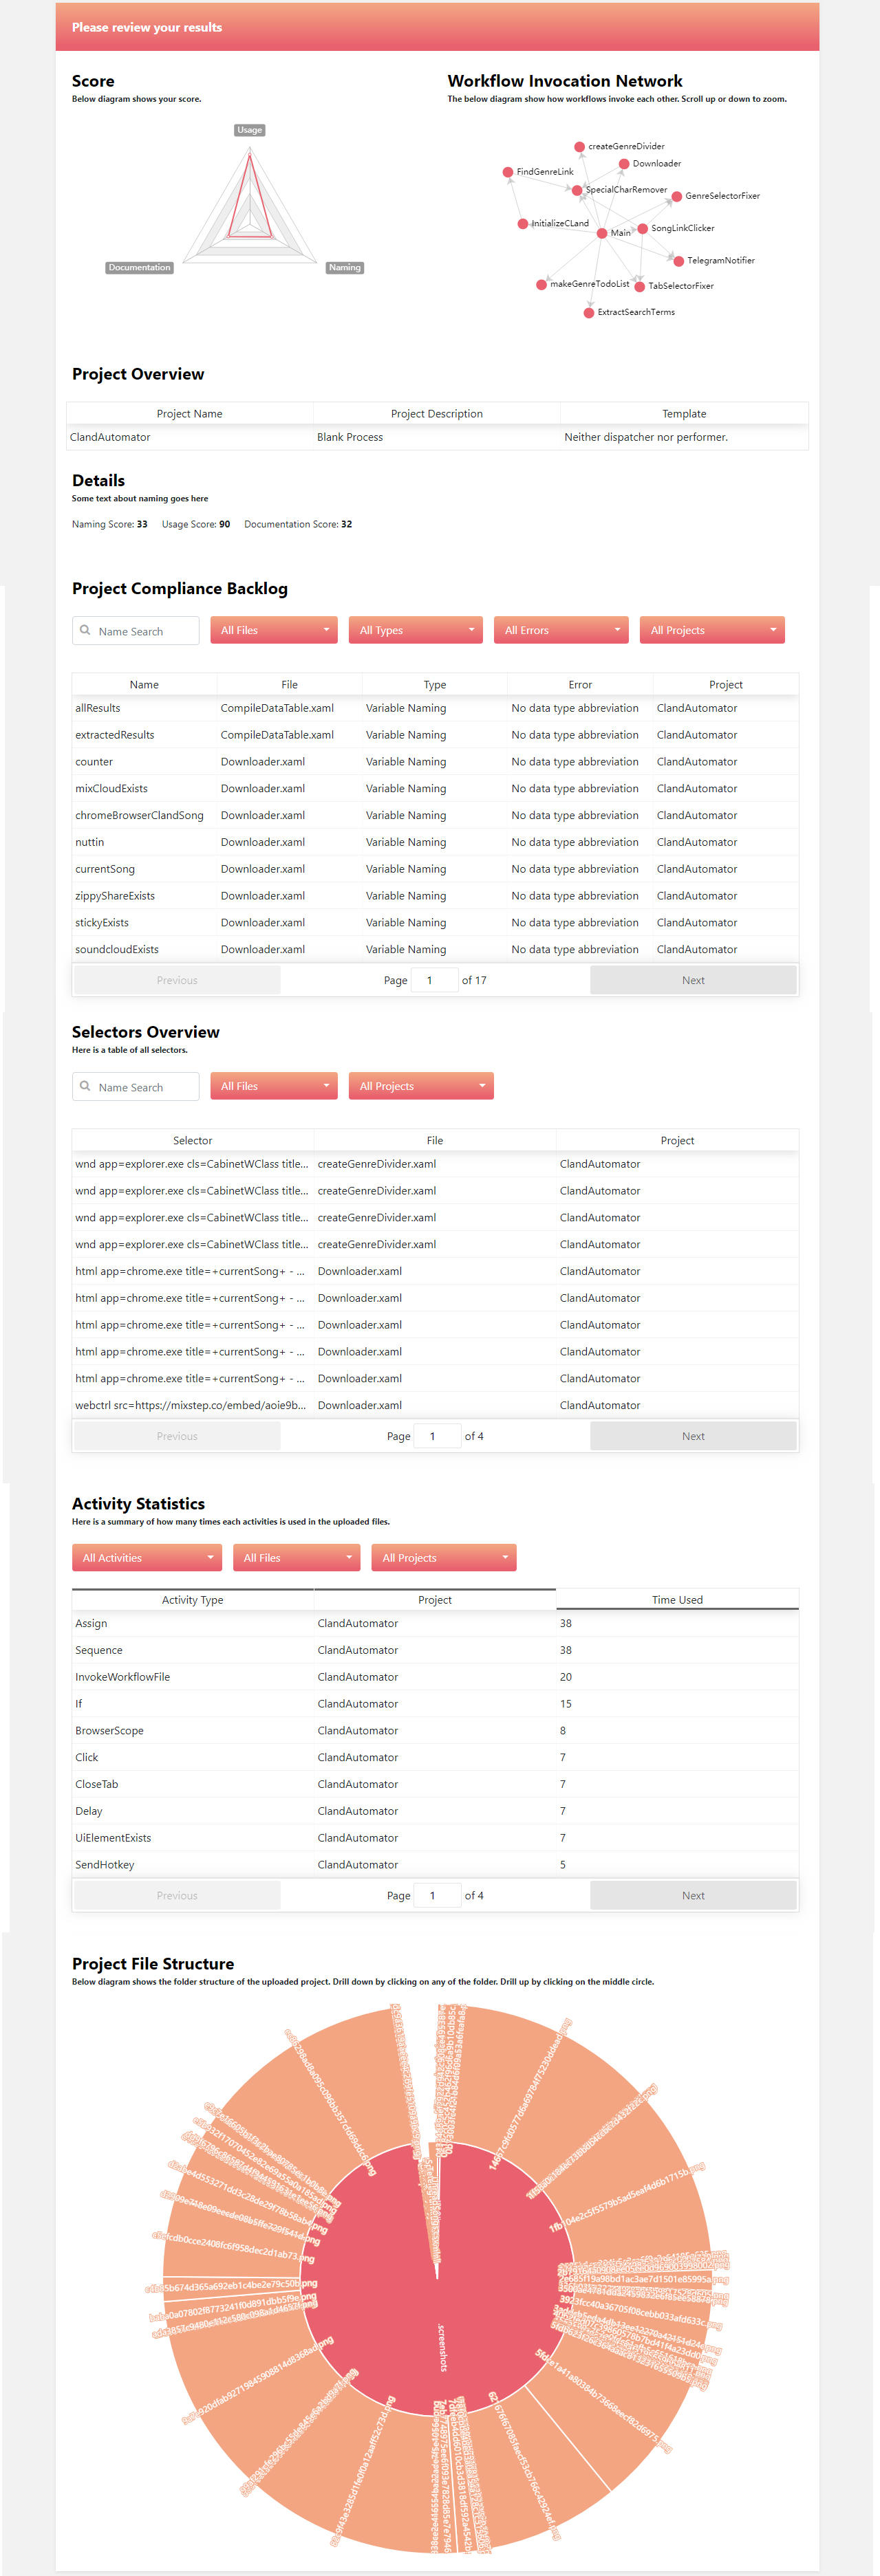 Please review your results
Score
Below diagram shows your score.
Usage
Documentation
Naming
Workflow Invocation Network
The below diagram show how workflows invoke each other. Scroll up or down to zoom.
createGenreDivider
Downloader
FindGenreLink
SpecialCharRemover
GenreSelectorFixer
InitializeCLand
Main
SongLinkClicker
TelegramNotifier
makeGenreTodoList
TabSelectorFixer
ExtractSearchTerms
Project Overview
Project Name Project Description Template
ClandAutomator Blank Process Neither dispatcher nor performer.
Details
Some text about naming goes here
Naming Score: 33 Usage Score: 90 Documentation Score: 32
Project Compliance Backlog
Name Search All Files All Types All Errors All Projects
Name File Type Error Project
allResults CompileDataTable.xaml Variable Naming No data type abbreviation ClandAutomator
extractedResults CompileDataTable.xaml Variable Naming No data type abbreviation ClandAutomator
counter Downloader.xaml Variable Naming No data type abbreviation ClandAutomator
mixCloudExists Downloader.xaml Variable Naming No data type abbreviation ClandAutomator
chromeBrowserClandSong Downloader.xaml Variable Naming No data type abbreviation ClandAutomator
nuttin Downloader.xaml Variable Naming No data type abbreviation ClandAutomator
currentSong Downloader.xaml Variable Naming No data type abbreviation ClandAutomator
zippyShareExists Downloader.xaml Variable Naming No data type abbreviation ClandAutomator
stickyExists Downloader.xaml Variable Naming No data type abbreviation ClandAutomator
soundcloudExists Downloader.xaml Variable Naming No data type abbreviation ClandAutomator
Previous Page 1 of 17 Next
Selectors Overview
Here is a table of all selectors.
Name Search All Files All Projects
Selector File Project
wnd app=explorer.exe cls=CabinetWClass title... createGenreDivider.xaml ClandAutomator
wnd app=explorer.exe cls=CabinetWClass title... createGenreDivider.xaml ClandAutomator
wnd app=explorer.exe cls=CabinetWClass title... createGenreDivider.xaml ClandAutomator
wnd app=explorer.exe cls=CabinetWClass title... createGenreDivider.xaml ClandAutomator
html app=chrome.exe title=+currentSong+ - ... Downloader.xaml ClandAutomator
html app=chrome.exe title=+currentSong+ - ... Downloader.xaml ClandAutomator
html app=chrome.exe title=+currentSong+ - ... Downloader.xaml ClandAutomator
html app=chrome.exe title=+currentSong+ - ... Downloader.xaml ClandAutomator
html app=chrome.exe title=+currentSong+ - ... Downloader.xaml ClandAutomator
webctrl src=https://mixstep.co/embed/aoie9b... Downloader.xaml ClandAutomator
Previous Page 1 of 4 Next
Activity Statistics
Here is a summary of how many times each activities is used in the uploaded files.
All Activities All Files All Projects
Activity Type Project Time Used
Assign ClandAutomator 38
Sequence ClandAutomator 38
InvokeWorkflowFile ClandAutomator 20
If ClandAutomator 15
BrowserScope ClandAutomator 8
Click ClandAutomator 7
CloseTab ClandAutomator 7
Delay ClandAutomator 7
UiElementExists ClandAutomator 7
SendHotkey ClandAutomator 5
Previous Page 1 of 4 Next
Project File Structure
Below diagram shows the folder structure of the uploaded project. Drill down by clicking on any of the folder. Drill up by clicking on the middle circle.
.screenshots